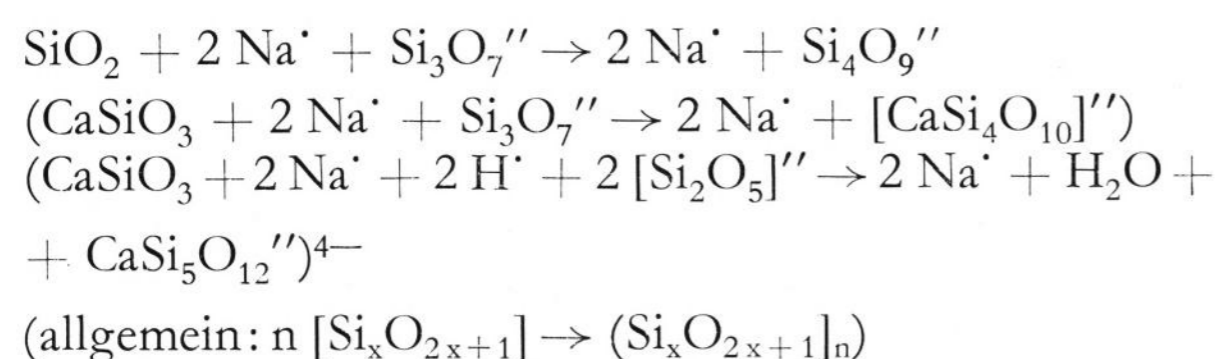 SiO₂ + 2 Na˙ + Si₃O₇″ → 2 Na˙ + Si₄O₉″
(CaSiO₃ + 2 Na˙ + Si₃O₇″ → 2 Na˙ + [CaSi₄O₁₀]″)
(CaSiO₃ + 2 Na˙ + 2 H˙ + 2 [Si₂O₅]″ → 2 Na˙ + H₂O +
+ CaSi₅O₁₂″)⁴⁻
(allgemein: n [SiₓO₂ₓ₊₁] → (SiₓO₂ₓ₊₁]ₙ)